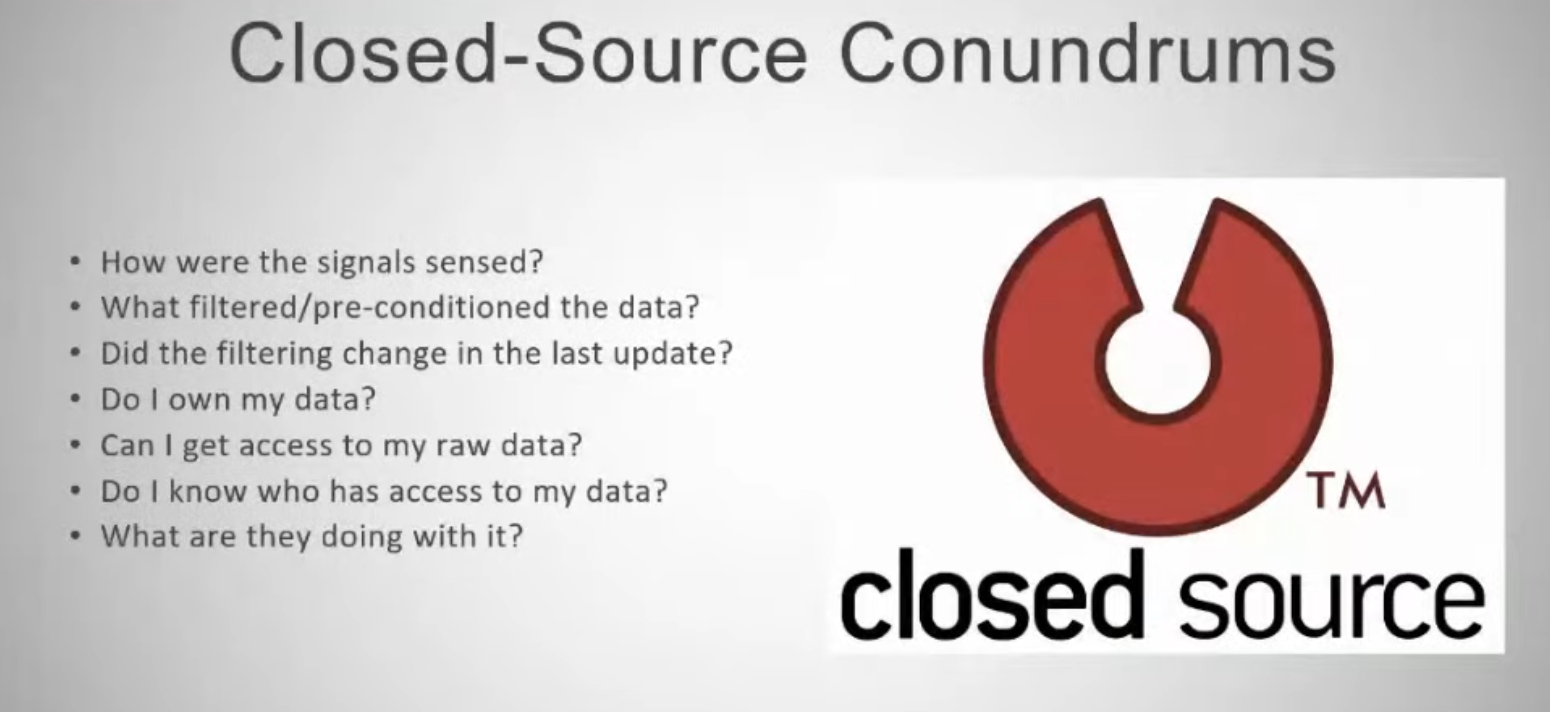 Closed-Source Conundrums
• How were the signals sensed?
• What filtered/pre-conditioned the data?
• Did the filtering change in the last update?
• Do I own my data?
• Can I get access to my raw data?
• Do I know who has access to my data?
• What are they doing with it?
TM
closed source